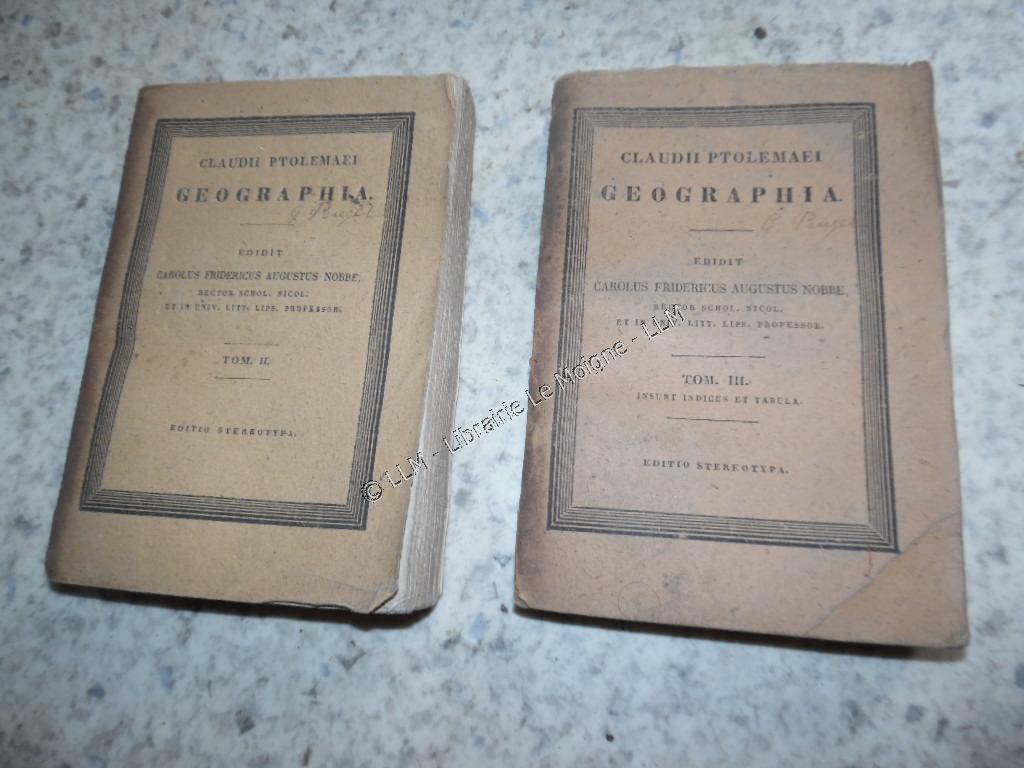 CLAUDII PTOLEMAEI
GEOGRAPHIA.
EDIDIT
CAROLUS FRIDERICUS AUGUSTUS NOBBE,
RECTOR SCHOL. NICOL.
ET IN UNIV. LITT. LIPS. PROFESSOR.
TOM. II.
EDITIO STEREOTYPA.
CLAUDII PTOLEMAEI
GEOGRAPHIA.
EDIDIT
CAROLUS FRIDERICUS AUGUSTUS NOBBE,
RECTOR SCHOL. NICOL.
ET IN UNIV. LITT. LIPS. PROFESSOR.
TOM. III.
INSUNT INDICES ET TABULA.
EDITIO STEREOTYPA.
© LLM - Librairie Le Moigne - LLM